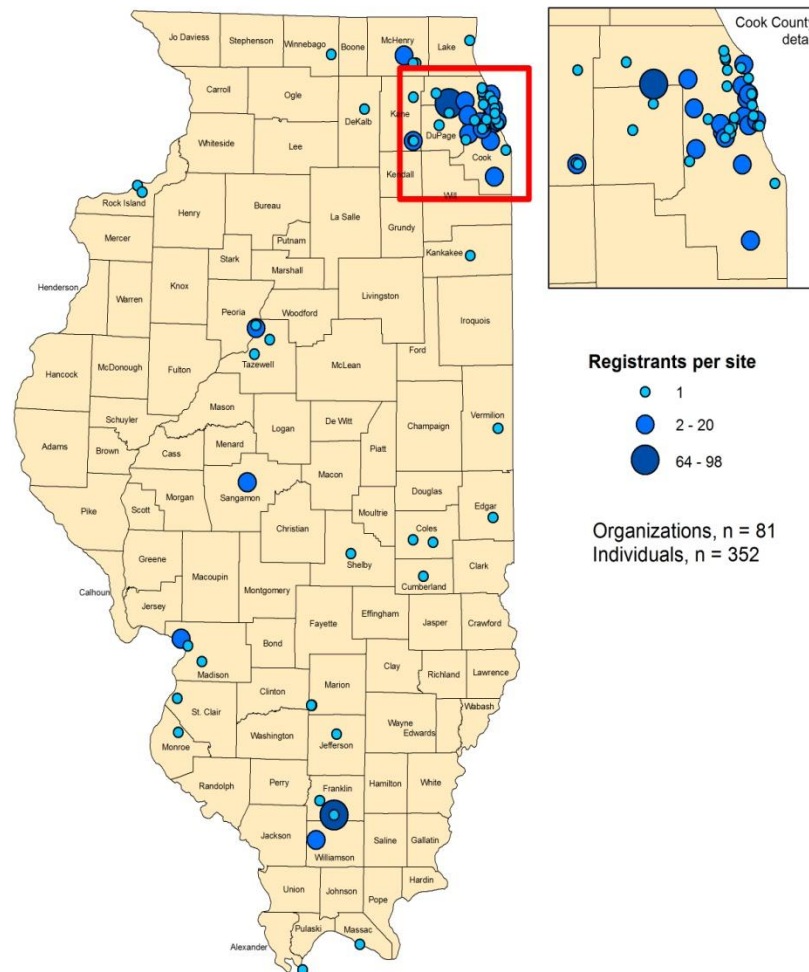 Jo Daviess
Stephenson
Winnebago
Boone
McHenry
Lake
Carroll
Ogle
DeKalb
Kane
DuPage
Cook
Whiteside
Lee
Kendall
Will
Rock Island
Henry
Bureau
La Salle
Grundy
Mercer
Putnam
Kankakee
Stark
Marshall
Henderson
Knox
Warren
Peoria
Woodford
Livingston
Iroquois
Ford
Hancock
McDonough
Fulton
Tazewell
McLean
Schuyler
Mason
Logan
De Witt
Champaign
Vermilion
Adams
Brown
Cass
Menard
Piatt
Macon
Sangamon
Douglas
Edgar
Pike
Scott
Morgan
Moultrie
Coles
Christian
Shelby
Greene
Clark
Cumberland
Calhoun
Macoupin
Montgomery
Jersey
Effingham
Jasper
Crawford
Fayette
Bond
Madison
Clay
Richland
Lawrence
Clinton
Marion
Wabash
St. Clair
Wayne
Edwards
Washington
Jefferson
Monroe
Randolph
Perry
Franklin
Hamilton
White
Jackson
Williamson
Saline
Gallatin
Union
Johnson
Pope
Hardin
Alexander
Pulaski
Massac
Cook County
Registrants per site
1
2 - 20
64 - 98
Organizations, n = 81
Individuals, n = 352